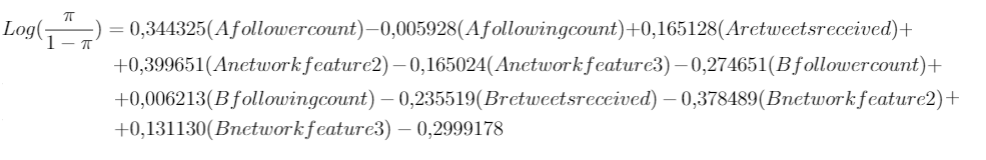 Log(π/1 − π) = 0,344325(Afollowercount)−0,005928(Afollowingcount)+0,165128(Aretweetsreceived)+
+0,399651(Anetworkfeature2) − 0,165024(Anetworkfeature3) − 0,274651(Bfollowercount)+
+0,006213(Bfollowingcount) − 0,235519(Bretweetsreceived) − 0,378489(Bnetworkfeature2)+
+0,131130(Bnetworkfeature3) − 0,2999178